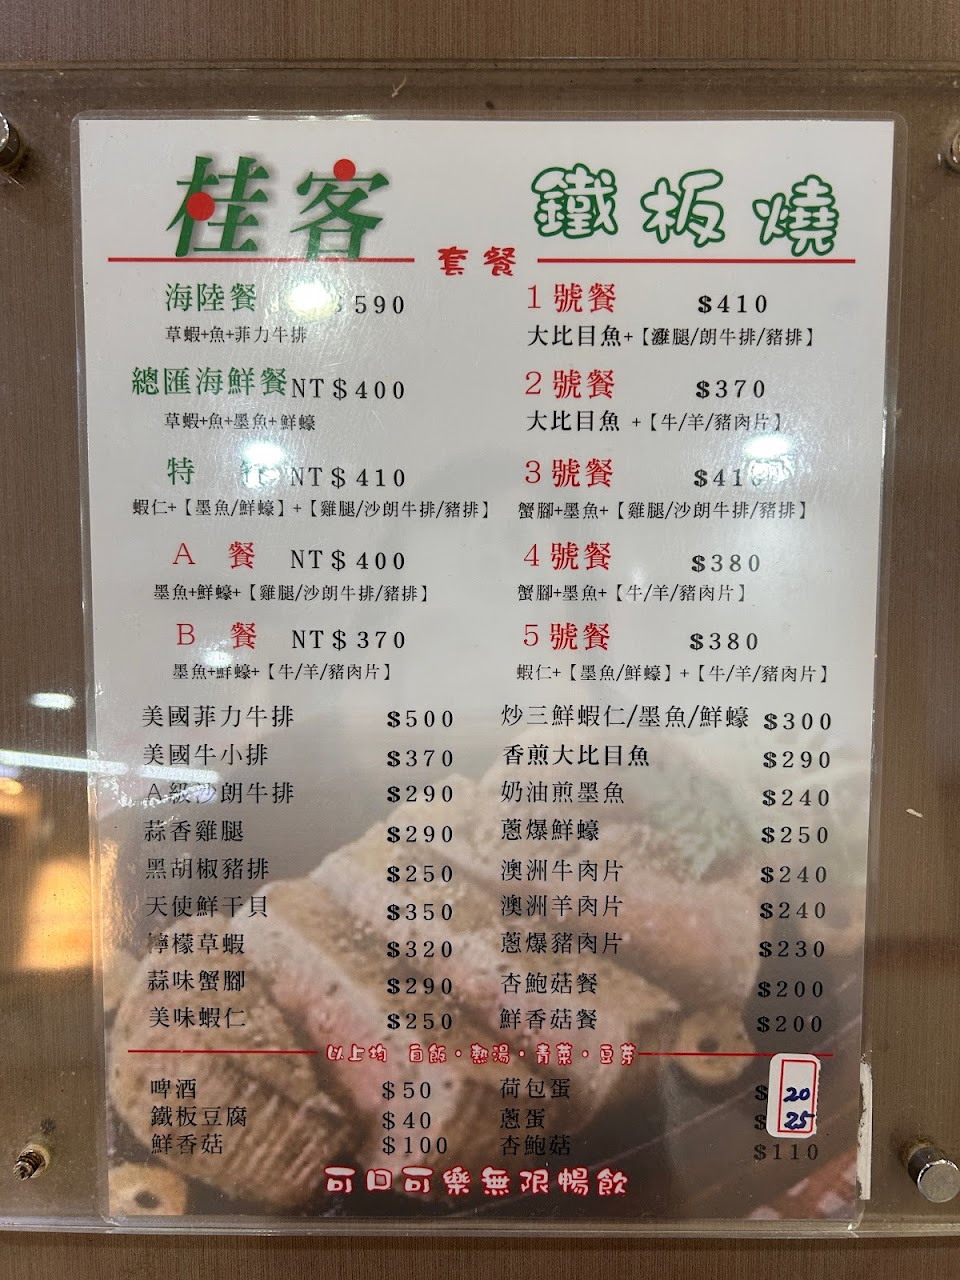 桂客 鐵板燒
套餐
海陸餐 $590
草蝦+魚+菲力牛排
總匯海鮮餐 NT$400
草蝦+魚+墨魚+鮮蠔
特 NT$410
蝦仁+【墨魚/鮮蠔】+【雞腿/沙朗牛排/豬排】
A 餐 NT$400
墨魚+鮮蠔+【雞腿/沙朗牛排/豬排】
B 餐 NT$370
墨魚+鮮蠔+【牛/羊/豬肉片】
1號餐 $410
大比目魚+【腿/朗牛排/豬排】
2號餐 $370
大比目魚 +【牛/羊/豬肉片】
3號餐 $410
蟹腳+墨魚+【雞腿/沙朗牛排/豬排】
4號餐 $380
蟹腳+墨魚+【牛/羊/豬肉片】
5號餐 $380
蝦仁+【墨魚/鮮蠔】+【牛/羊/豬肉片】
美國菲力牛排 $500
美國牛小排 $370
A級沙朗牛排 $290
蒜香雞腿 $290
黑胡椒豬排 $250
天使鮮干貝 $350
檸檬草蝦 $320
蒜味蟹腳 $290
美味蝦仁 $250
炒三鮮蝦仁/墨魚/鮮蠔 $300
香煎大比目魚 $290
奶油煎墨魚 $240
蔥爆鮮蠔 $250
澳洲牛肉片 $240
澳洲羊肉片 $240
蔥爆豬肉片 $230
杏鮑菇餐 $200
鮮香菇餐 $200
以上均 白飯・熱湯・青菜・豆芽
啤酒 $50
鐵板豆腐 $40
鮮香菇 $100
荷包蛋 $20
蔥蛋 $25
杏鮑菇 $110
可口可樂無限暢飲